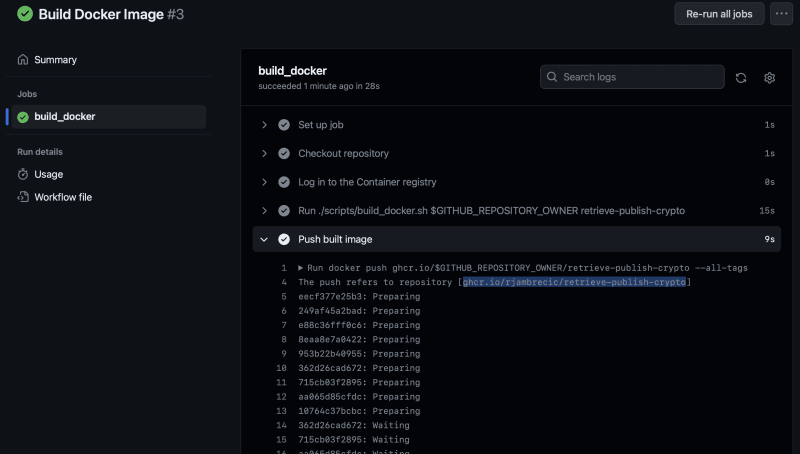 Build Docker Image #3
Re-run all jobs
Summary
Jobs
build_docker
Run details
Usage
Workflow file
build_docker
succeeded 1 minute ago in 28s
Search logs
Set up job 1s
Checkout repository 1s
Log in to the Container registry 0s
Run ./scripts/build_docker.sh $GITHUB_REPOSITORY_OWNER retrieve-publish-crypto 15s
Push built image 9s
1 Run docker push ghcr.io/$GITHUB_REPOSITORY_OWNER/retrieve-publish-crypto --all-tags
4 The push refers to repository [ghcr.io/rjambrecic/retrieve-publish-crypto]
5 eecf377e25b3: Preparing
6 249af45a2bad: Preparing
7 e88c36fff0c6: Preparing
8 8eaa8e7a0422: Preparing
9 953b22b40955: Preparing
10 362d26cad672: Preparing
11 715cb03f2895: Preparing
12 aa065d85cfdc: Preparing
13 10764c37bcbc: Preparing
14 362d26cad672: Waiting
15 715cb03f2895: Waiting
16 aa065d85cfdc: Waiting